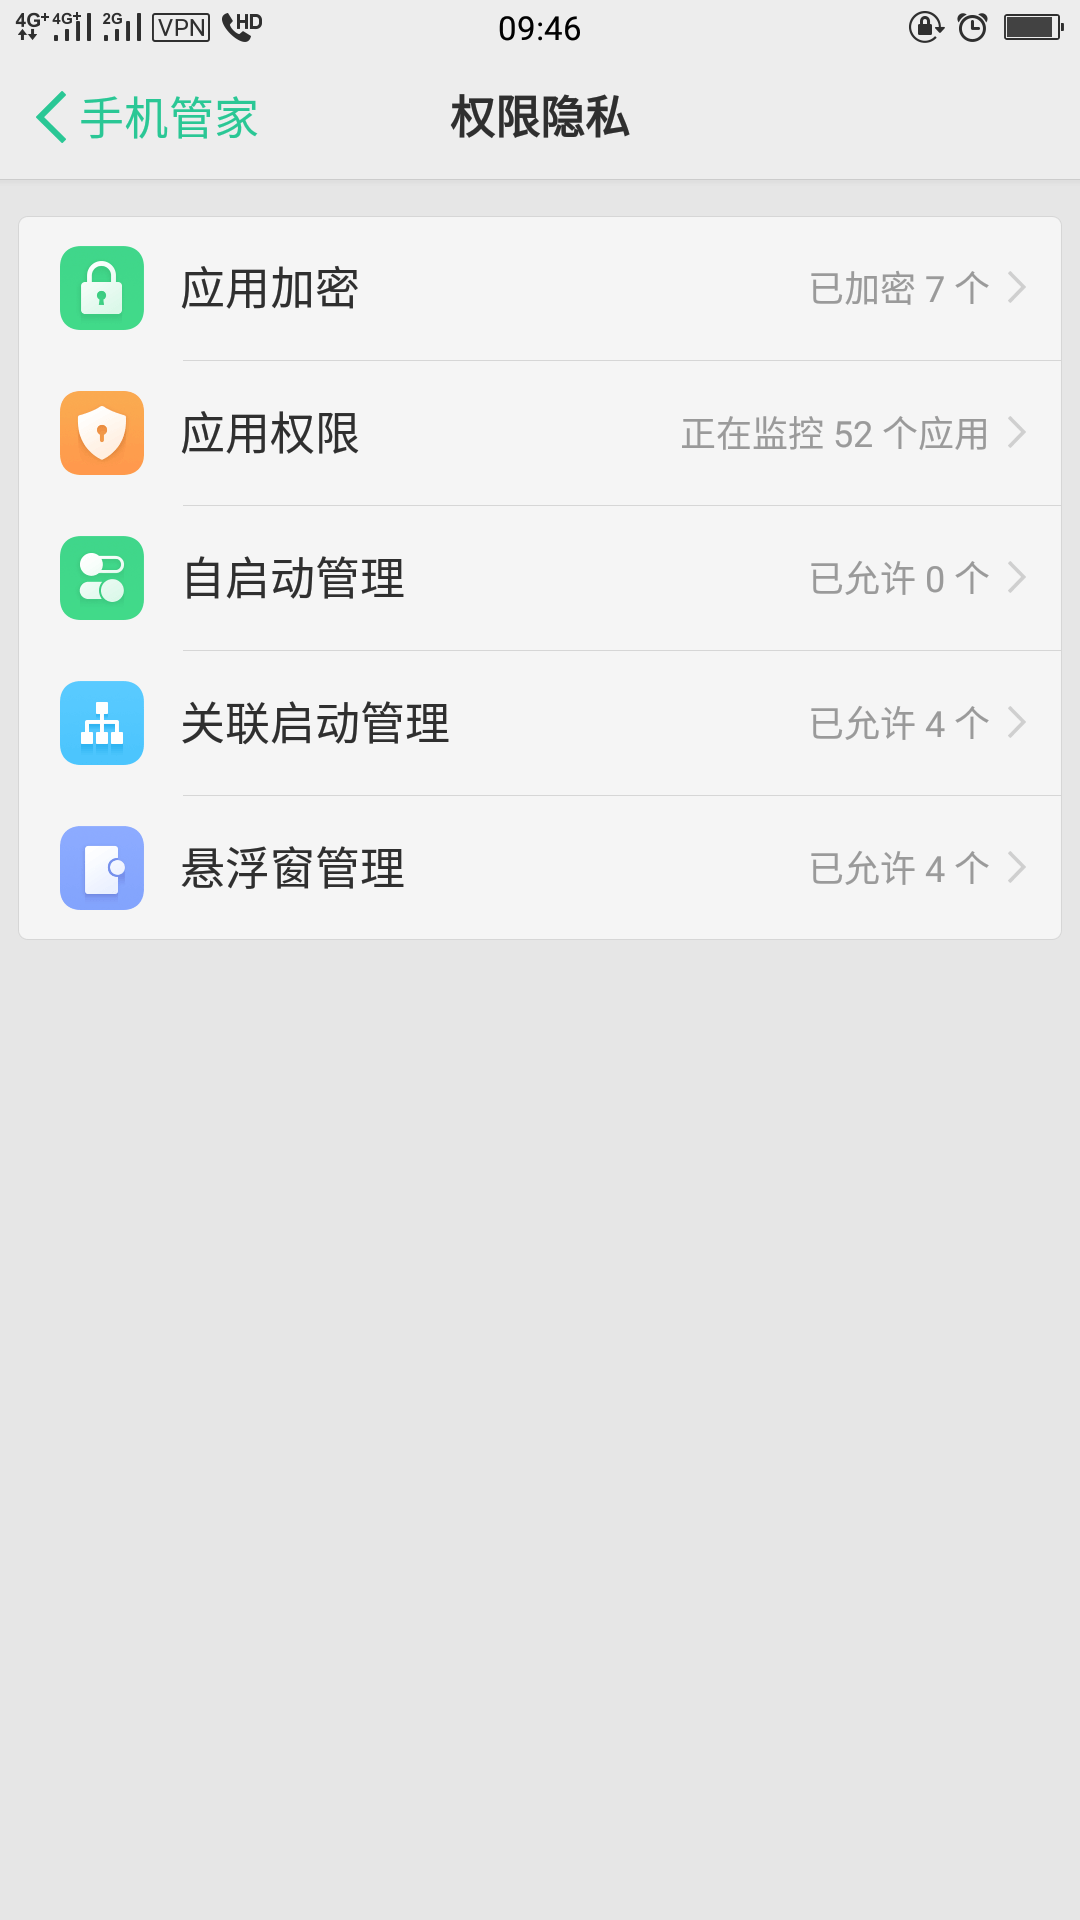 4G+ 4G+ 2G VPN HD 09:46
手机管家 权限隐私
应用加密 已加密 7 个
应用权限 正在监控 52 个应用
自启动管理 已允许 0 个
关联启动管理 已允许 4 个
悬浮窗管理 已允许 4 个